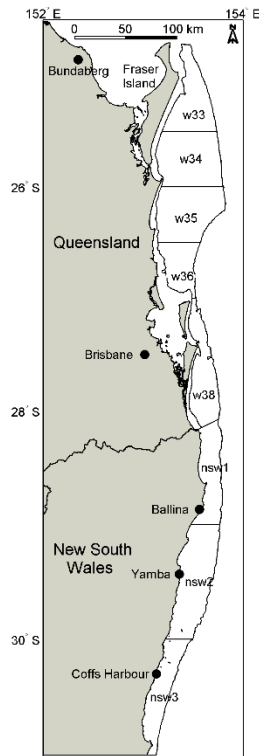 152 E
154 E
0 50 100 km
N
Bundaberg
Fraser
Island
w33
w34
26° S
w35
Queensland
w36
Brisbane
w38
28° S
nsw1
Ballina
New South
Wales
Yamba
nsw2
30° S
Coffs Harbour
nsw3